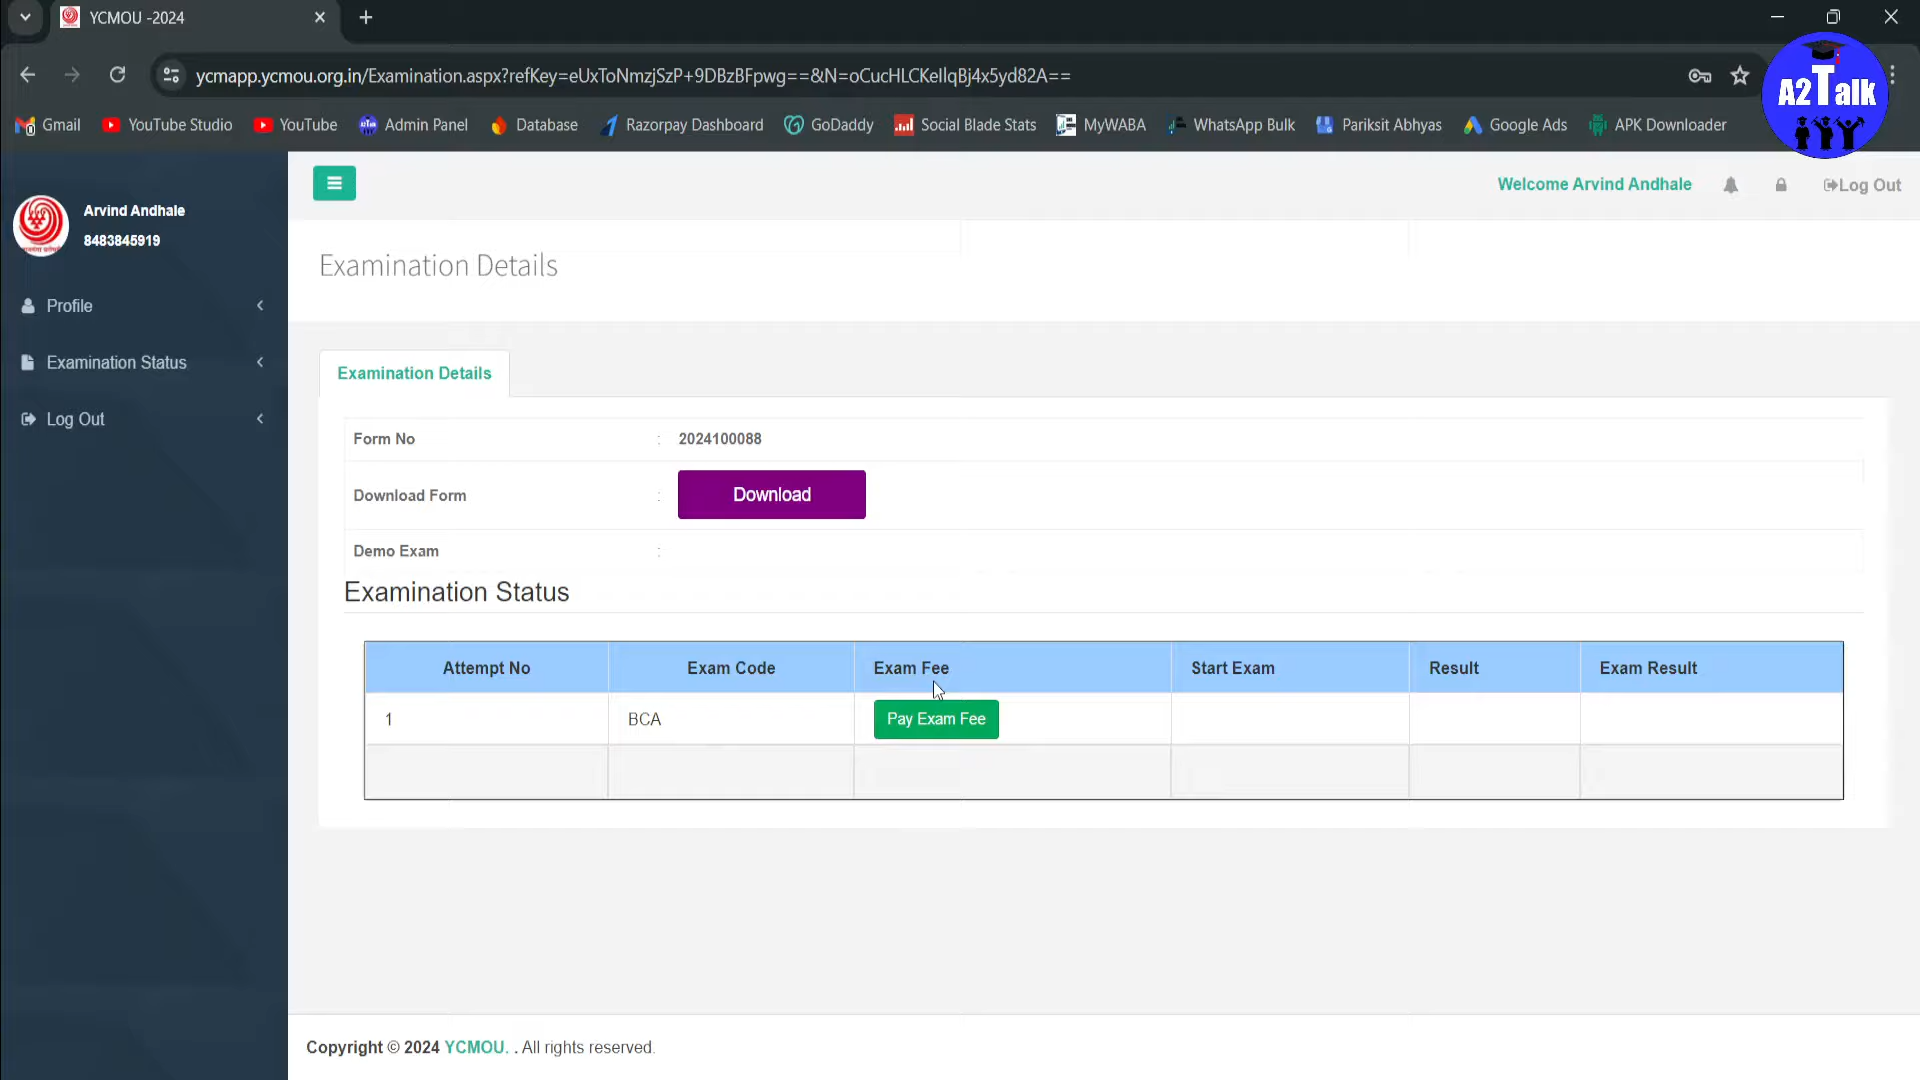 YCMOU -2024
ycmapp.ycmou.org.in/Examination.aspx?refKey=eUxToNmzjSzP+9DBzBFpwg==&N=oCucHLCKeIlqBj4x5yd82A==
Gmail YouTube Studio YouTube Admin Panel Database Razorpay Dashboard GoDaddy Social Blade Stats MyWABA WhatsApp Bulk Pariksit Abhyas Google Ads APK Downloader
A2Talk
Arvind Andhale
8483845919
Welcome Arvind Andhale Log Out
Profile
Examination Status
Log Out
Examination Details
Examination Details
Form No : 2024100088
Download Form : Download
Demo Exam :
Examination Status
Attempt No Exam Code Exam Fee Start Exam Result Exam Result
1 BCA Pay Exam Fee
Copyright © 2024 YCMOU. . All rights reserved.